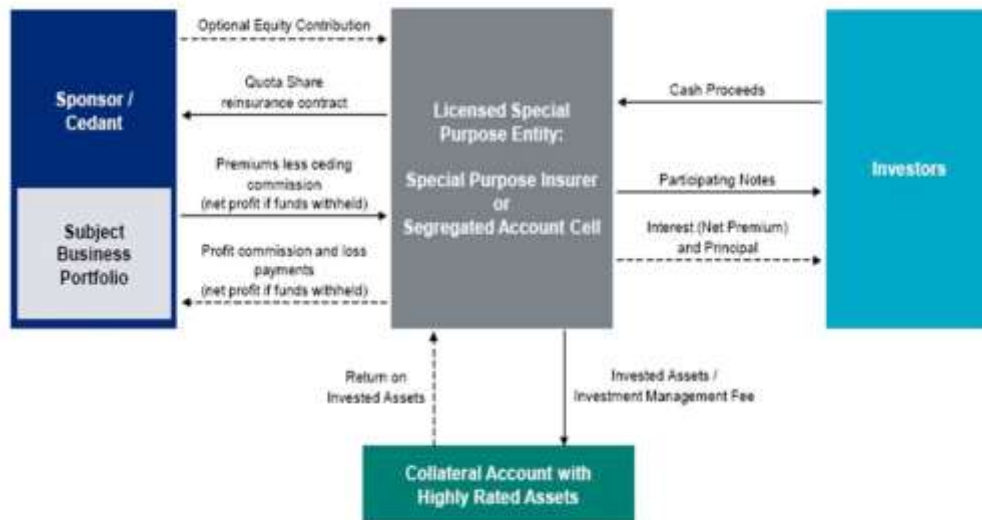 Optional Equity Contribution
Sponsor /
Cedant
Quota Share
reinsurance contract
Premiums less ceding
commission
(net profit if funds withheld)
Subject
Business
Portfolio
Profit commission and loss
payments
(net profit if funds withheld)
Licensed Special
Purpose Entity:
Special Purpose Insurer
or
Segregated Account Cell
Cash Proceeds
Participating Notes
Interest (Net Premium)
and Principal
Investors
Return on
Invested Assets
Invested Assets /
Investment Management Fee
Collateral Account with
Highly Rated Assets